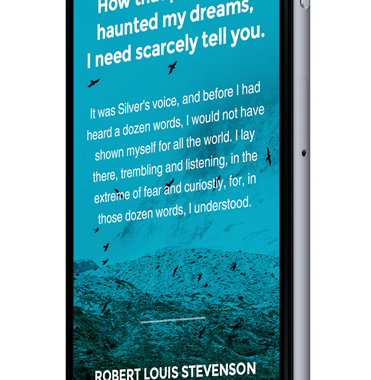 How that
haunted my dreams,
I need scarcely tell you.
It was Silver's voice, and before I had
heard a dozen words, I would not have
shown myself for all the world. I lay
there, trembling and listening, in the
extreme of fear and curiostiy, for, in
those dozen words, I understood.
ROBERT LOUIS STEVENSON